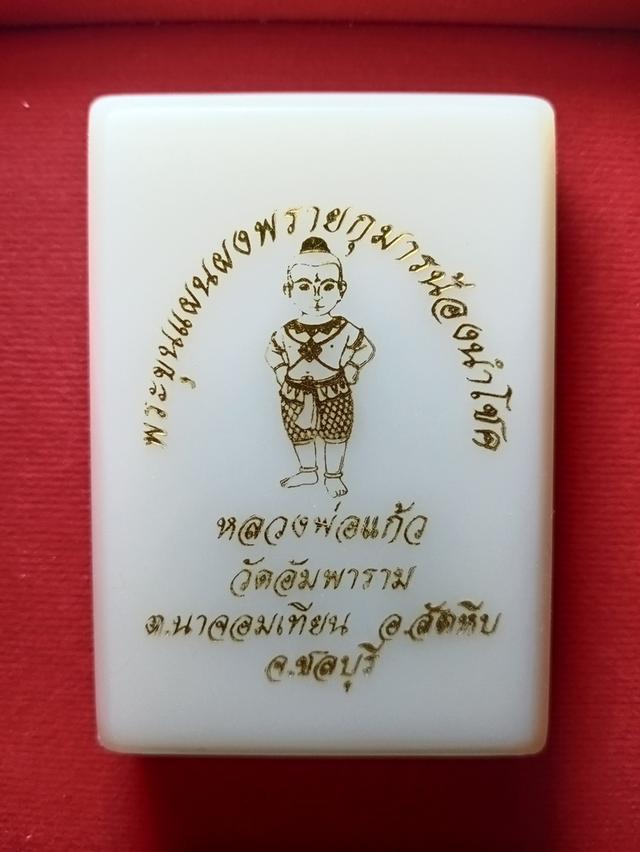 พระขุนแผนผงพรายกุมารน้องนำโชค
หลวงพ่อแก้ว
วัดอัมพาราม
ต.นาจอมเทียน อ.สัตหีบ
จ.ชลบุรี